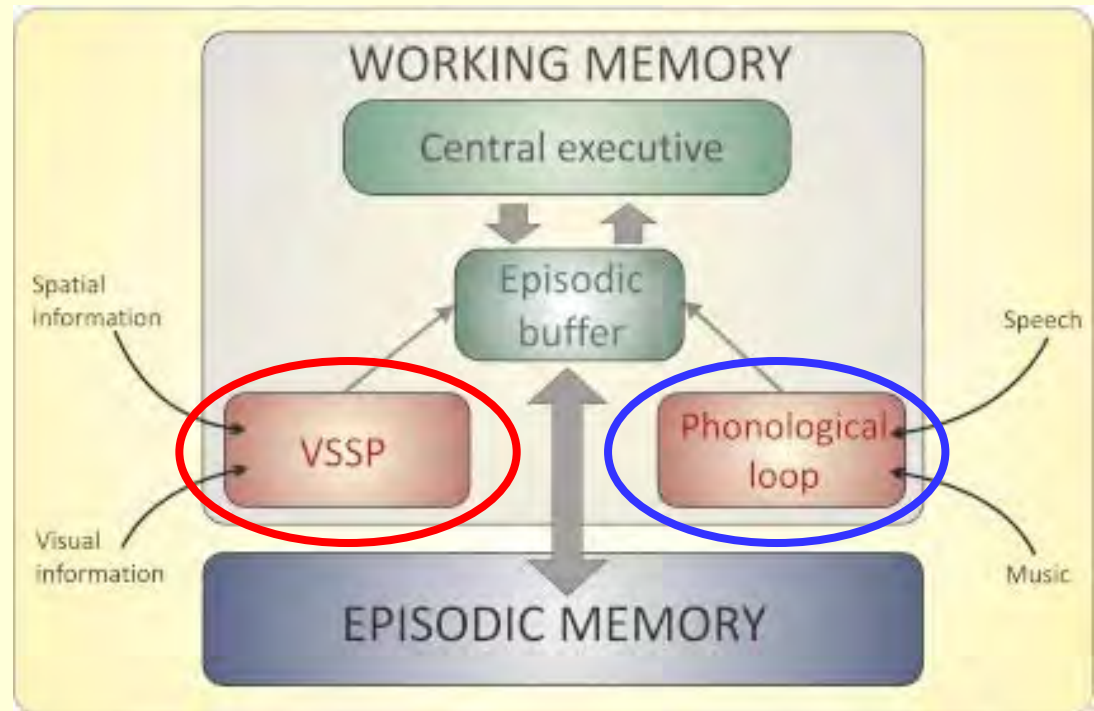 WORKING MEMORY
Central executive
Episodic
buffer
Spatial
information
Speech
VSSP
Phonological
loop
Visual
information
Music
EPISODIC MEMORY